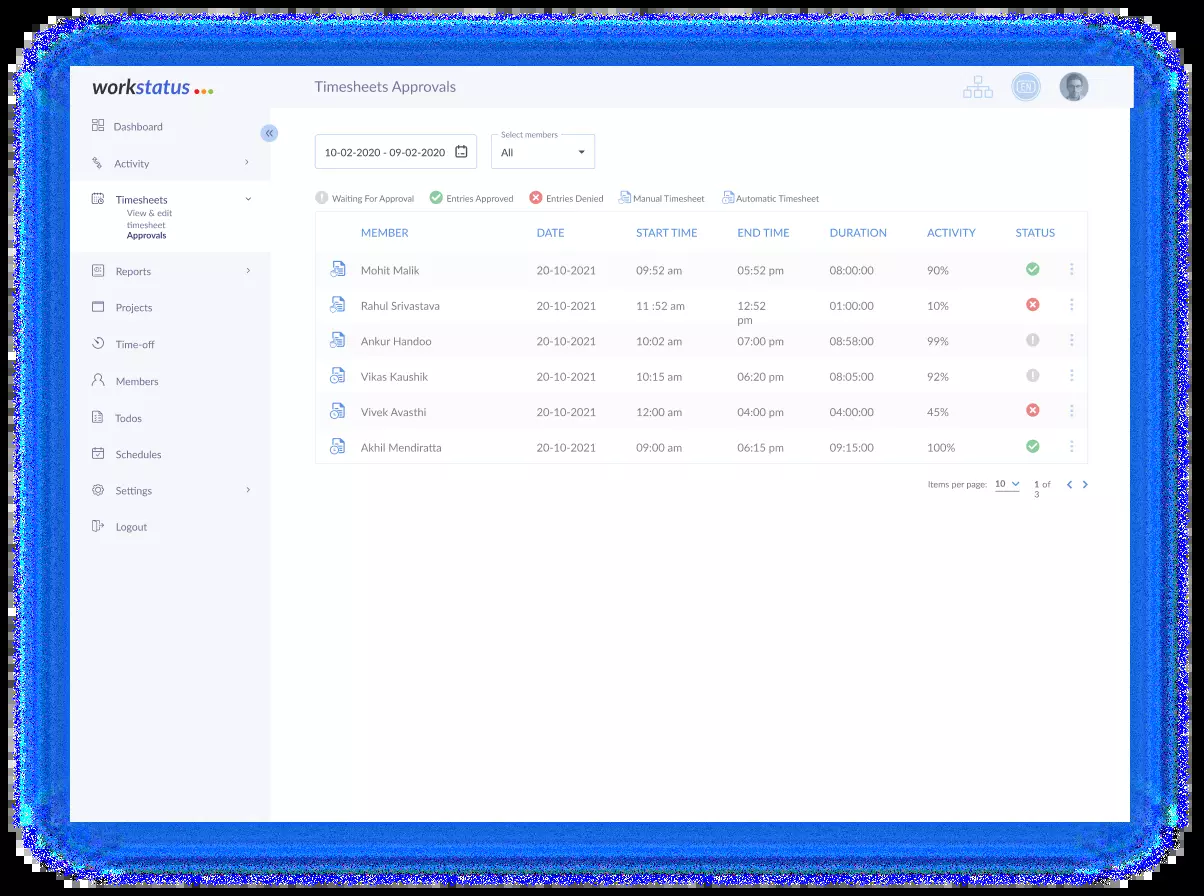 workstatus
Timesheets Approvals
EN
Dashboard
Activity
Timesheets
View & edit
timesheet
Approvals
Reports
Projects
Time-off
Members
Todos
Schedules
Settings
Logout
10-02-2020 - 09-02-2020
Select members
All
Waiting For Approval Entries Approved Entries Denied Manual Timesheet Automatic Timesheet
MEMBER DATE START TIME END TIME DURATION ACTIVITY STATUS
Mohit Malik 20-10-2021 09:52 am 05:52 pm 08:00:00 90%
Rahul Srivastava 20-10-2021 11 :52 am 12:52 01:00:00 10%
pm
Ankur Handoo 20-10-2021 10:02 am 07:00 pm 08:58:00 99%
Vikas Kaushik 20-10-2021 10:15 am 06:20 pm 08:05:00 92%
Vivek Avasthi 20-10-2021 12:00 am 04:00 pm 04:00:00 45%
Akhil Mendiratta 20-10-2021 09:00 am 06:15 pm 09:15:00 100%
Items per page: 10 1 of
3